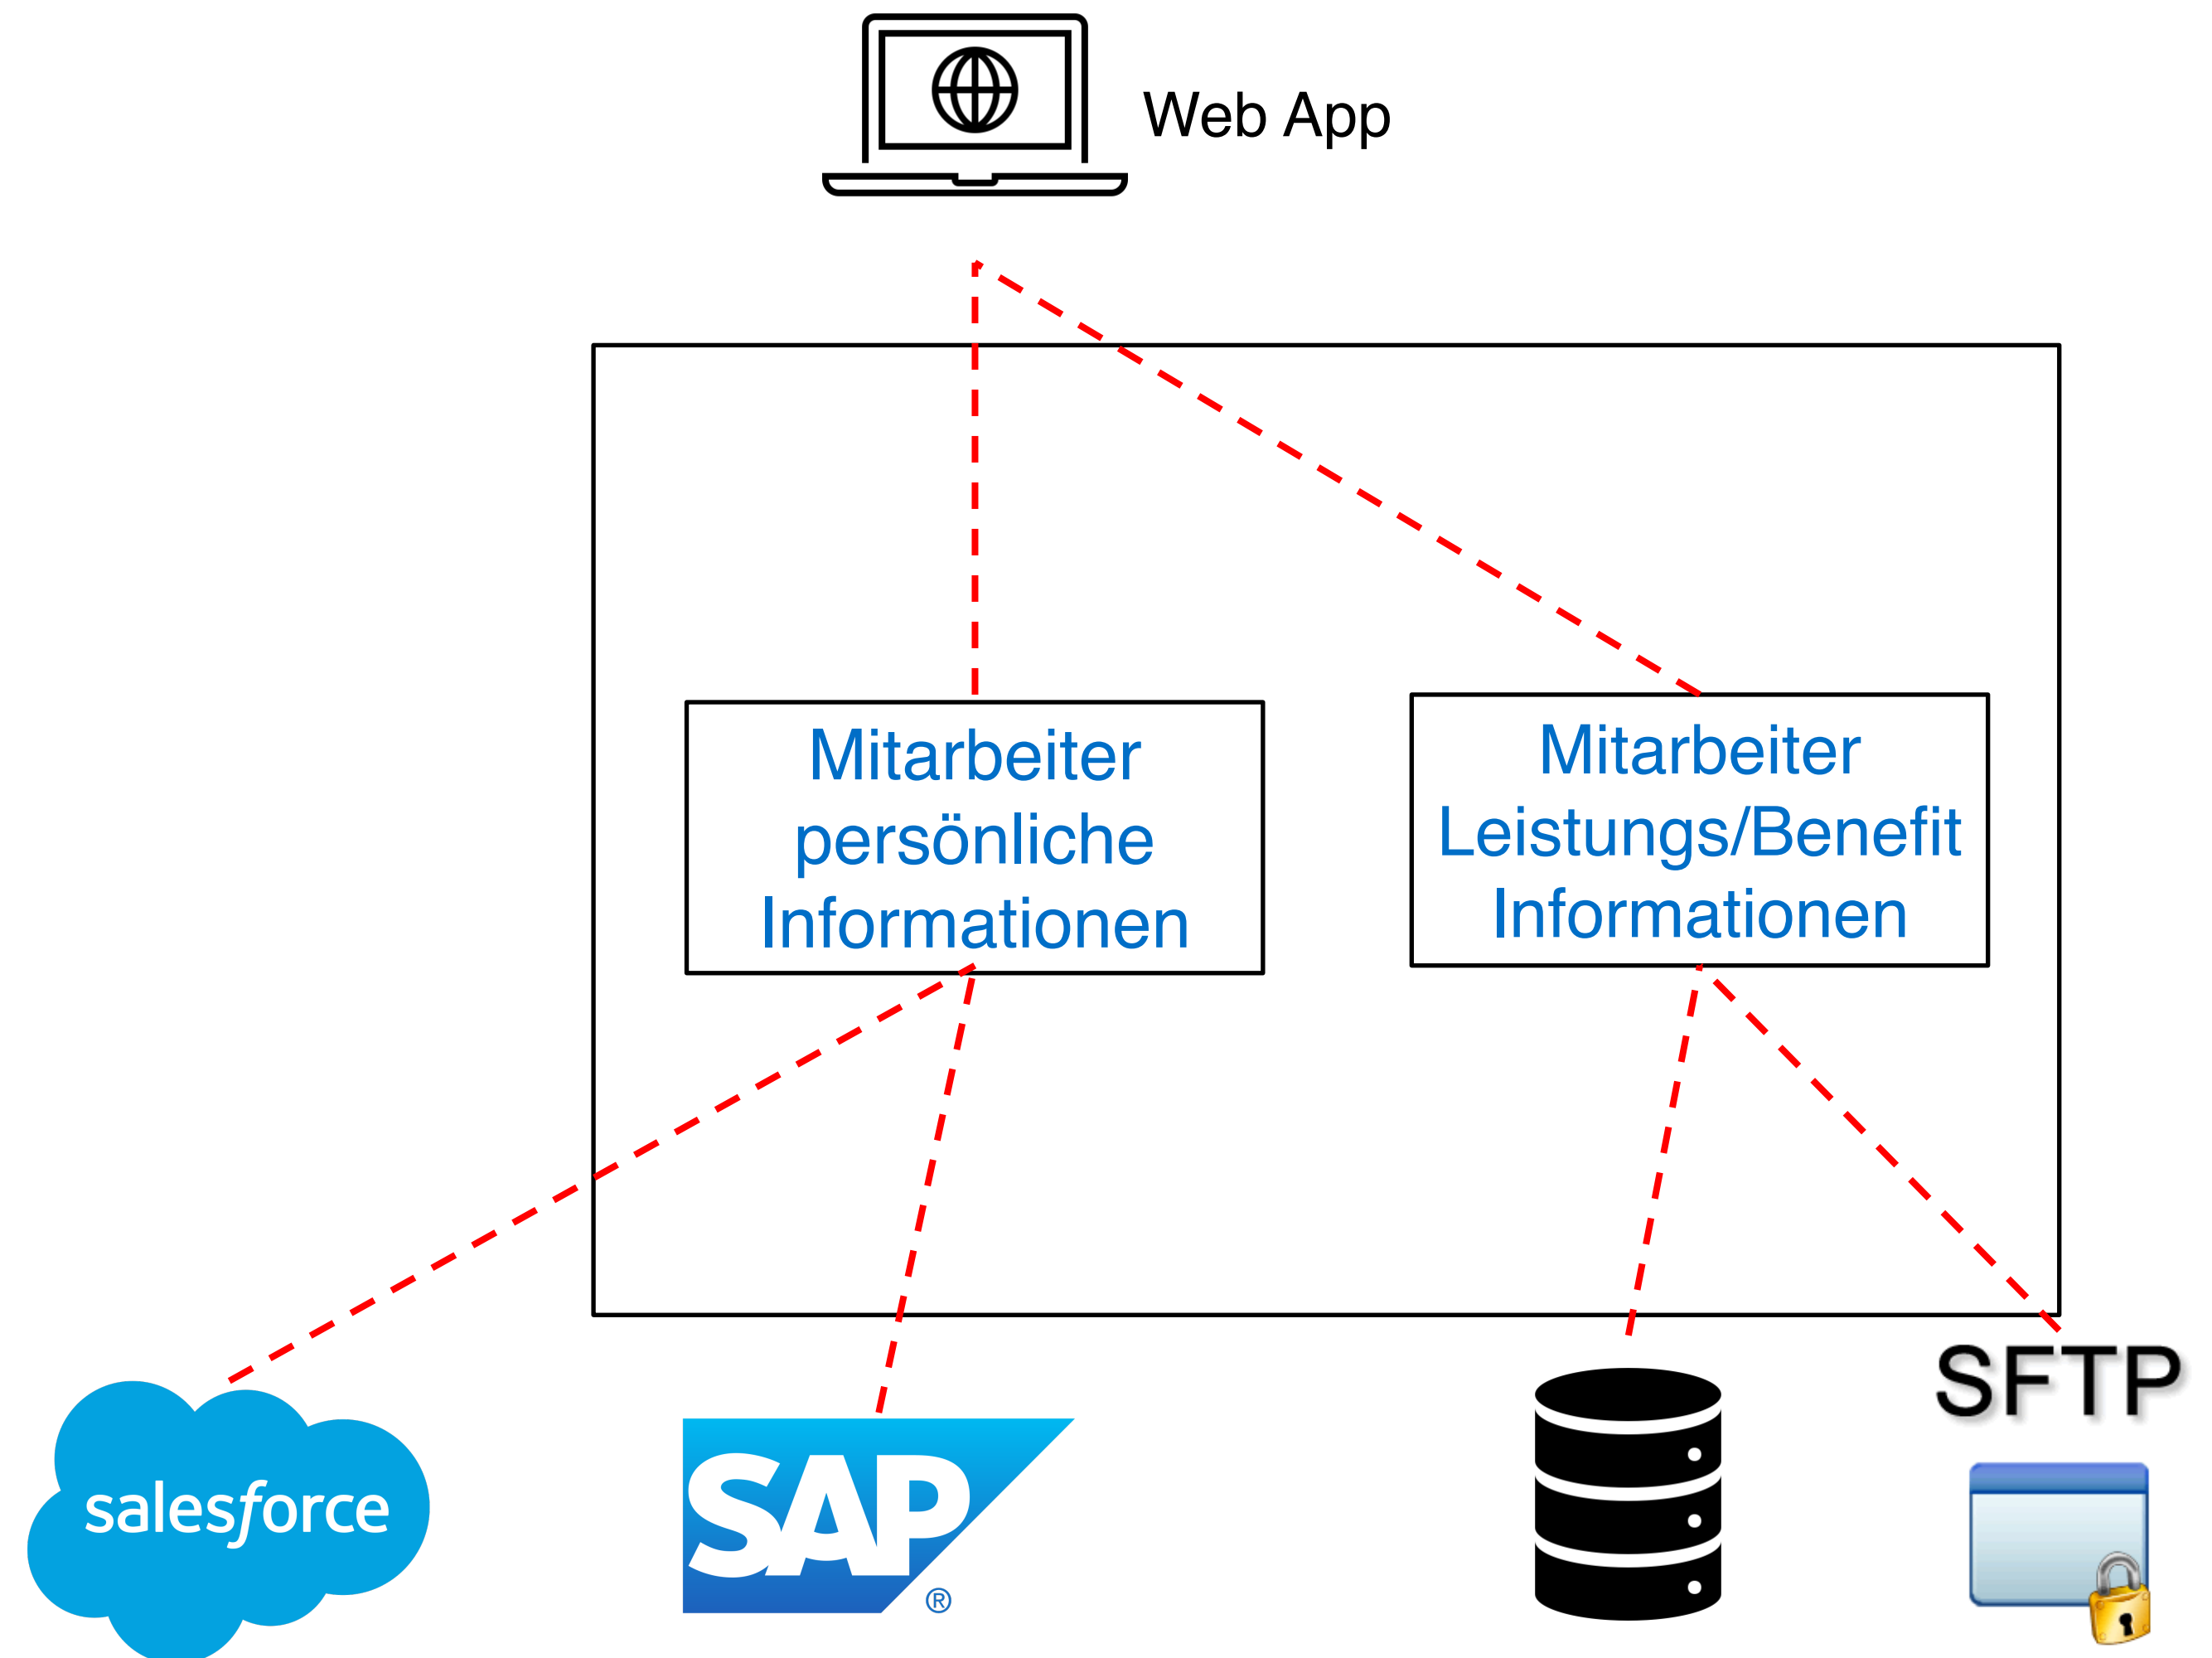 Web App
Mitarbeiter
persönliche
Informationen
Mitarbeiter
Leistungs/Benefit
Informationen
salesforce
SAP
®
SFTP